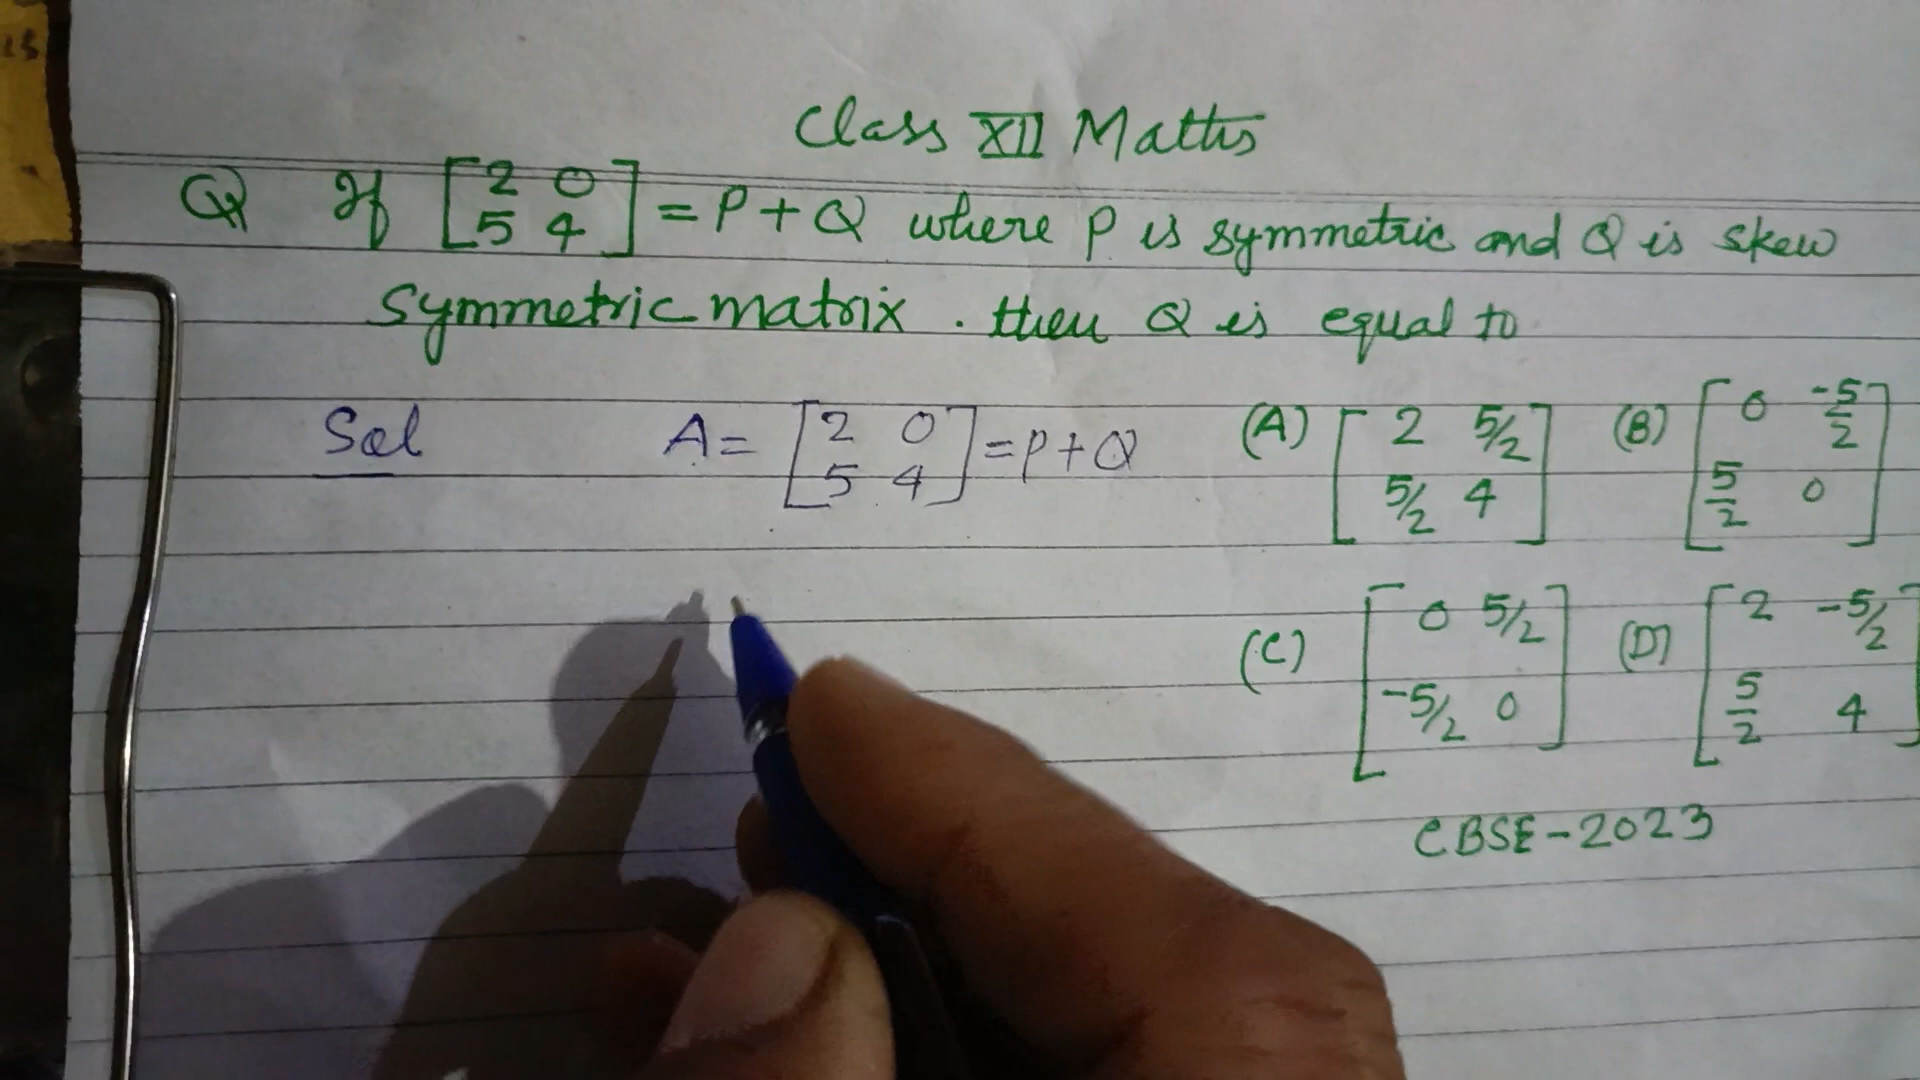 Class XII Maths
Q If [2 0
5 4] = P + Q where P is symmetric and Q is skew
symmetric matrix . then Q is equal to
Sol A = [2 0
5 4] = P + Q
(A) [2 5/2
5/2 4]
(B) [0 -5/2
5/2 0]
(C) [0 5/2
-5/2 0]
(D) [2 -5/2
5/2 4]
CBSE-2023